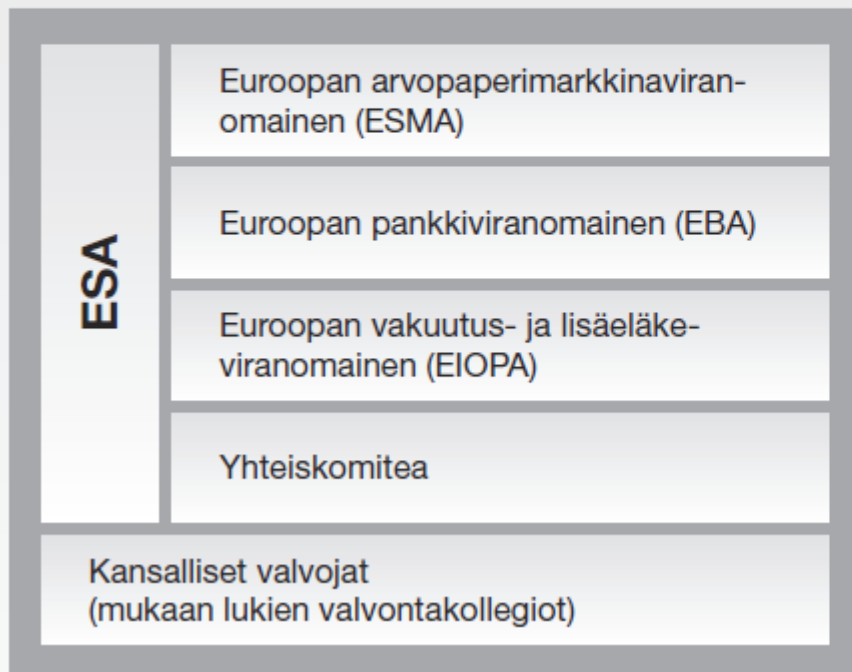 ESA
Euroopan arvopaperimarkkinaviran-
omainen (ESMA)
Euroopan pankkiviranomainen (EBA)
Euroopan vakuutus- ja lisäeläke-
viranomainen (EIOPA)
Yhteiskomitea
Kansalliset valvojat
(mukaan lukien valvontakollegiot)